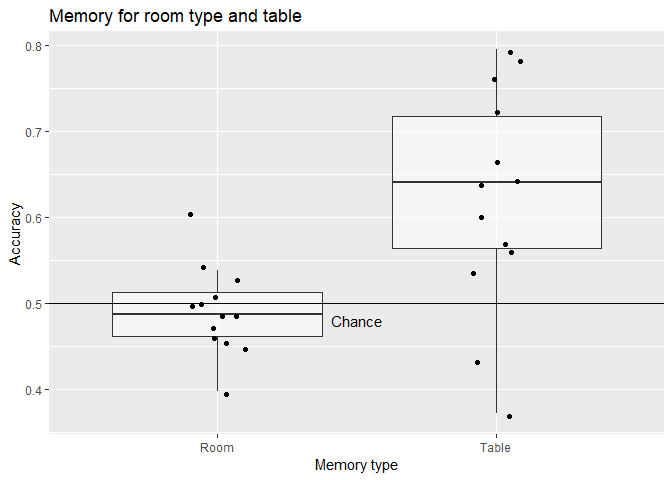 Memory for room type and table
0.8
0.7
0.6
0.5
0.4
Accuracy
Chance
Room Table
Memory type